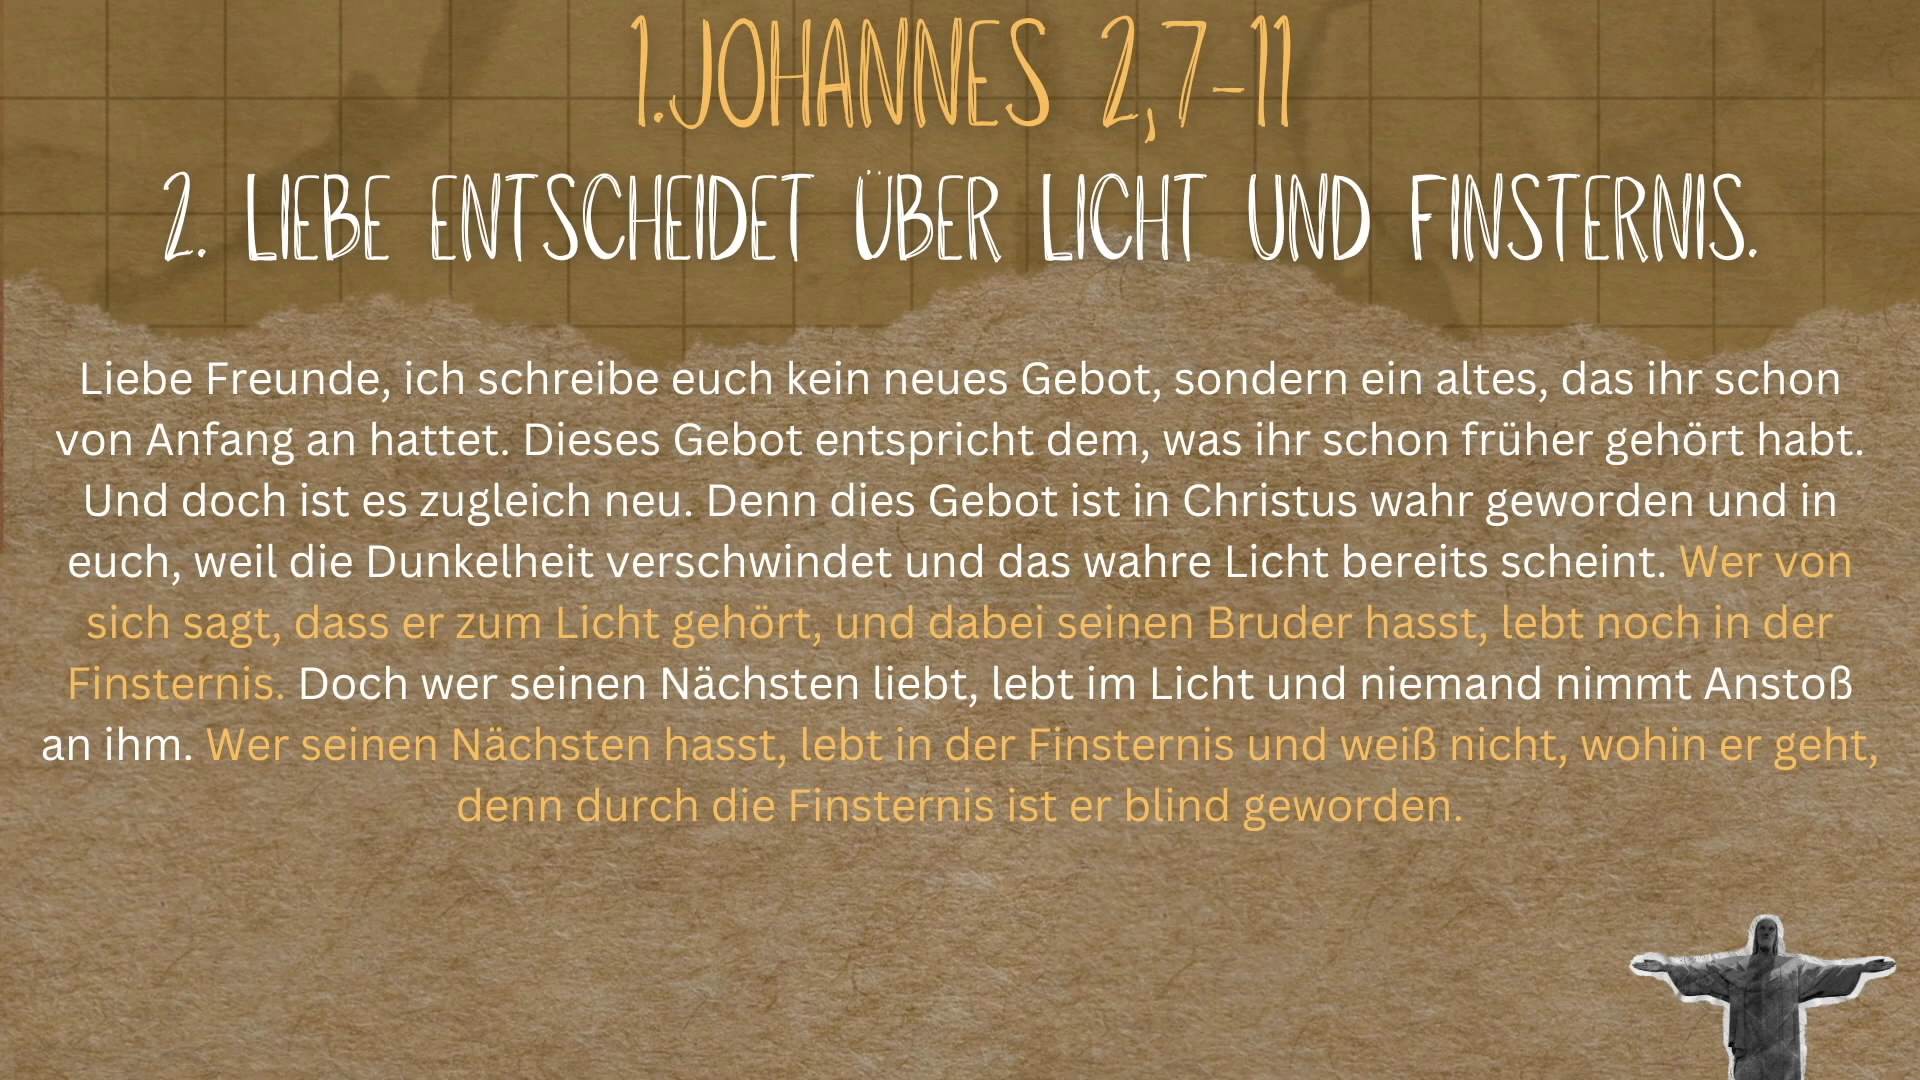 1.JOHANNES 2,7-11
2. LIEBE ENTSCHEIDET ÜBER LICHT UND FINSTERNIS.
Liebe Freunde, ich schreibe euch kein neues Gebot, sondern ein altes, das ihr schon
von Anfang an hattet. Dieses Gebot entspricht dem, was ihr schon früher gehört habt.
Und doch ist es zugleich neu. Denn dies Gebot ist in Christus wahr geworden und in
euch, weil die Dunkelheit verschwindet und das wahre Licht bereits scheint. Wer von
sich sagt, dass er zum Licht gehört, und dabei seinen Bruder hasst, lebt noch in der
Finsternis. Doch wer seinen Nächsten liebt, lebt im Licht und niemand nimmt Anstoß
an ihm. Wer seinen Nächsten hasst, lebt in der Finsternis und weiß nicht, wohin er geht,
denn durch die Finsternis ist er blind geworden.